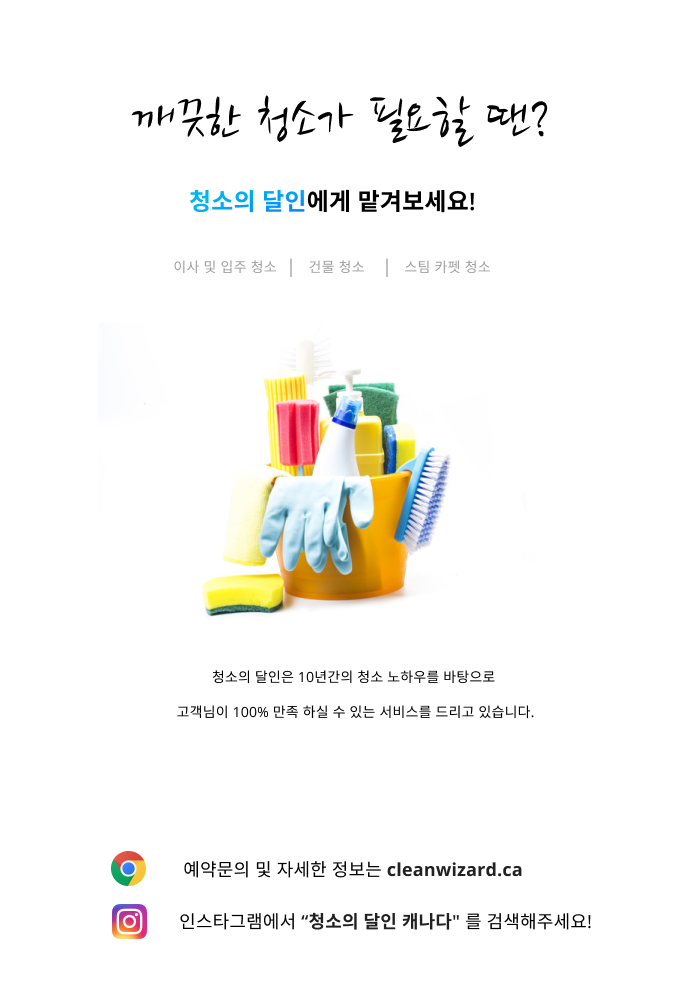 깨끗한 청소가 필요할 땐?
청소의 달인에게 맡겨보세요!
이사 및 입주 청소 | 건물 청소 | 스팀 카펫 청소
청소의 달인은 10년간의 청소 노하우를 바탕으로
고객님이 100% 만족 하실 수 있는 서비스를 드리고 있습니다.
예약문의 및 자세한 정보는 cleanwizard.ca
인스타그램에서 “청소의 달인 캐나다" 를 검색해주세요!